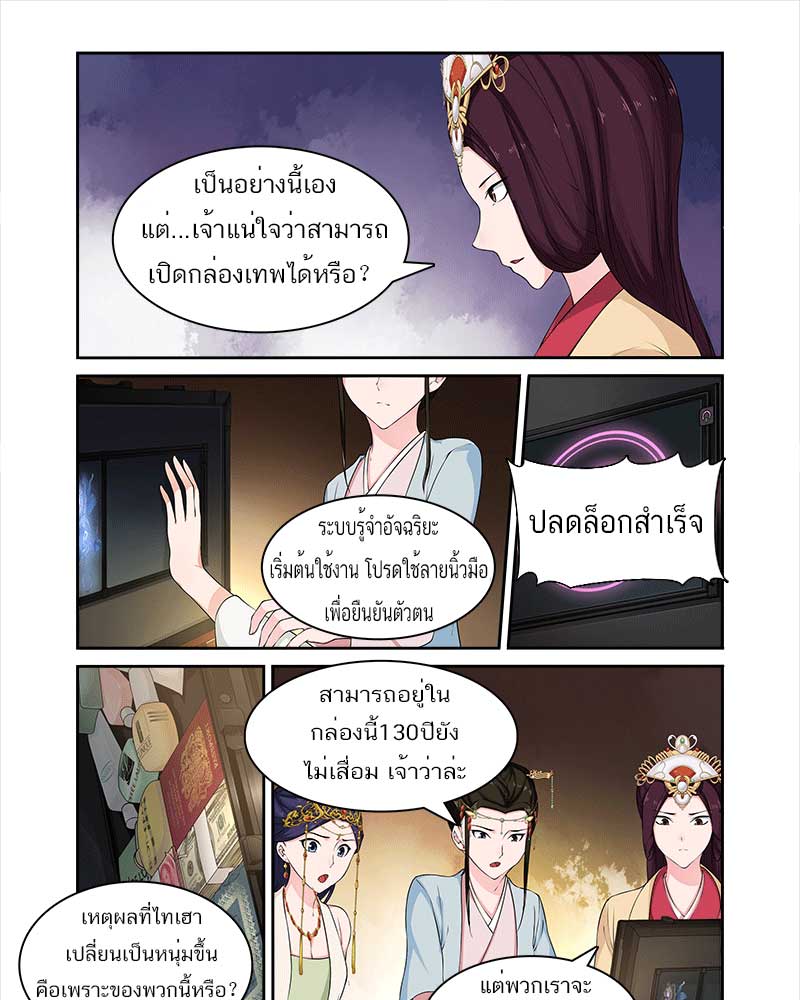 เป็นอย่างนี้เอง
แต่...เจ้าแน่ใจว่าสามารถ
เปิดกล่องเทพได้หรือ?
ระบบรู้จำอัจฉริยะ
เริ่มต้นใช้งาน โปรดใช้ลายนิ้วมือ
เพื่อยืนยันตัวตน
ปลดล็อกสำเร็จ
สามารถอยู่ใน
กล่องนี้130ปียัง
ไม่เสื่อม เจ้าว่าล่ะ
เหตุผลที่ไทเฮา
เปลี่ยนเป็นหนุ่มขึ้น
คือเพราะของพวกนี้หรือ?
แต่พวกเราจะ